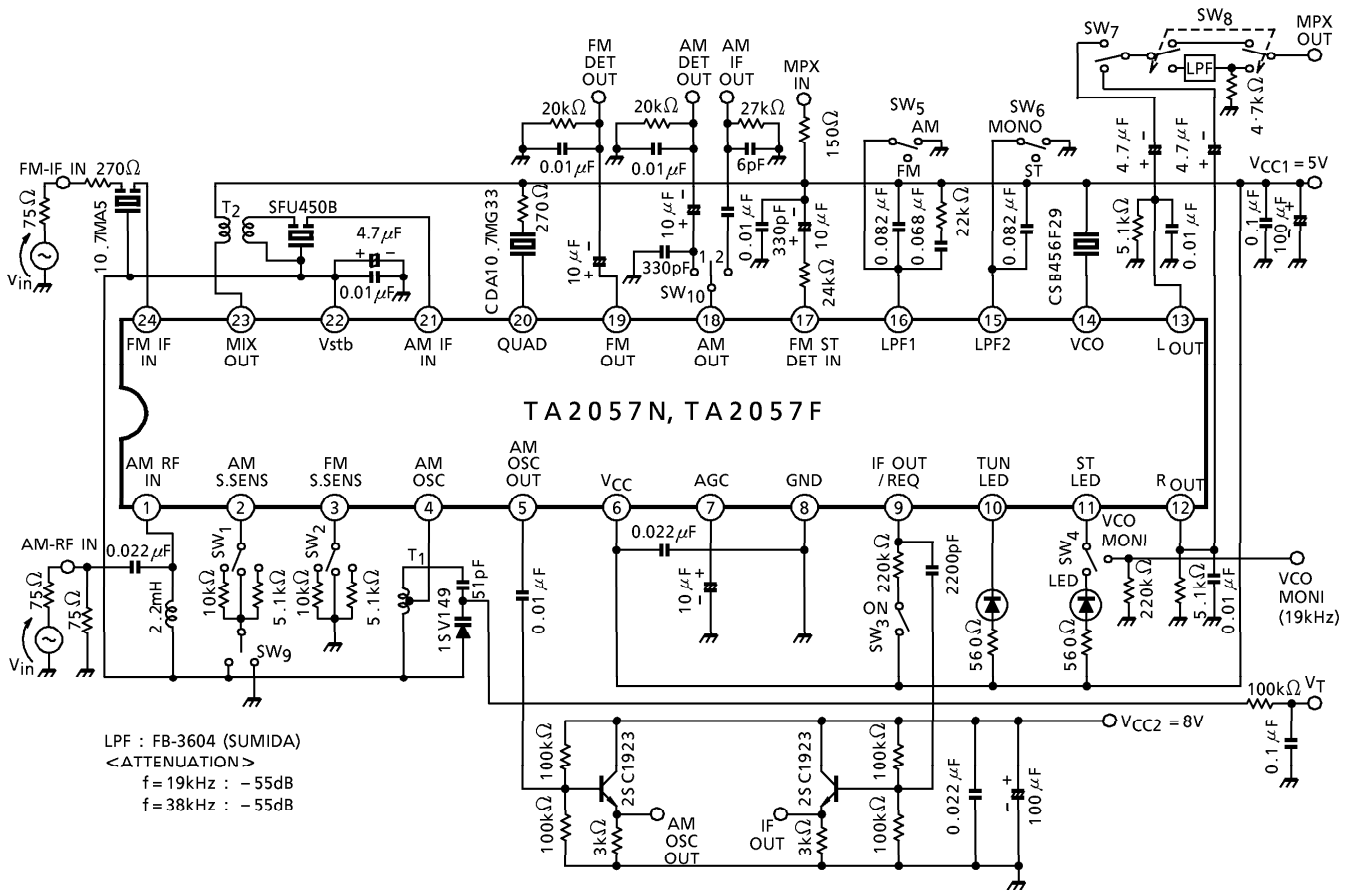 SW7
SW8
MPX
OUT
LPF
4·7kΩ
FM
DET
OUT
AM
DET
OUT
AM
IF
OUT
MPX
IN
20kΩ
20kΩ
27kΩ
0.01μF
0.01μF
6pF
150Ω
SW5
AM
FM
SW6
MONO
ST
4.7μF
4.7μF
-
+
-
+
VCC1 = 5V
FM-IF IN
270Ω
75Ω
Vin
10.7MA5
T2
SFU450B
4.7μF
+
-
0.01μF
CDA10.7MG33
270Ω
10μF
-
+
10μF
-
+
330pF
1
2
SW10
0.01μF
330pF
10μF
-
+
24kΩ
0.082μF
0.068μF
22kΩ
0.082μF
CSB456F29
5.1kΩ
0.01μF
0.1μF
100μF
+
-
24
23
22
21
20
19
18
17
16
15
14
13
FM IF
IN
MIX
OUT
Vstb
AM IF
IN
QUAD
FM
OUT
AM
OUT
FM ST
DET IN
LPF1
LPF2
VCO
L OUT
TA2057N, TA2057F
AM RF
IN
AM
S.SENS
FM
S.SENS
AM
OSC
AM
OSC
OUT
VCC
AGC
GND
IF OUT
/REQ
TUN
LED
ST
LED
R OUT
1
2
3
4
5
6
7
8
9
10
11
12
AM-RF IN
0.022μF
75Ω
75Ω
Vin
2.2mH
SW1
10kΩ
5.1kΩ
SW9
SW2
10kΩ
5.1kΩ
T1
51pF
1SV149
0.01μF
0.022μF
10μF
+
-
220kΩ
ON
SW3
2200pF
560Ω
SW4
LED
560Ω
VCO
MONI
220kΩ
5.1kΩ
0.01μF
VCO
MONI
(19kHz)
100kΩ
VT
0.1μF
VCC2 = 8V
100kΩ
100kΩ
2SC1923
3kΩ
AM
OSC
OUT
IF
OUT
2SC1923
3kΩ
100kΩ
100kΩ
0.022μF
+
-
100μF
LPF : FB-3604 (SUMIDA)
<ATTENUATION>
f=19kHz : -55dB
f=38kHz : -55dB